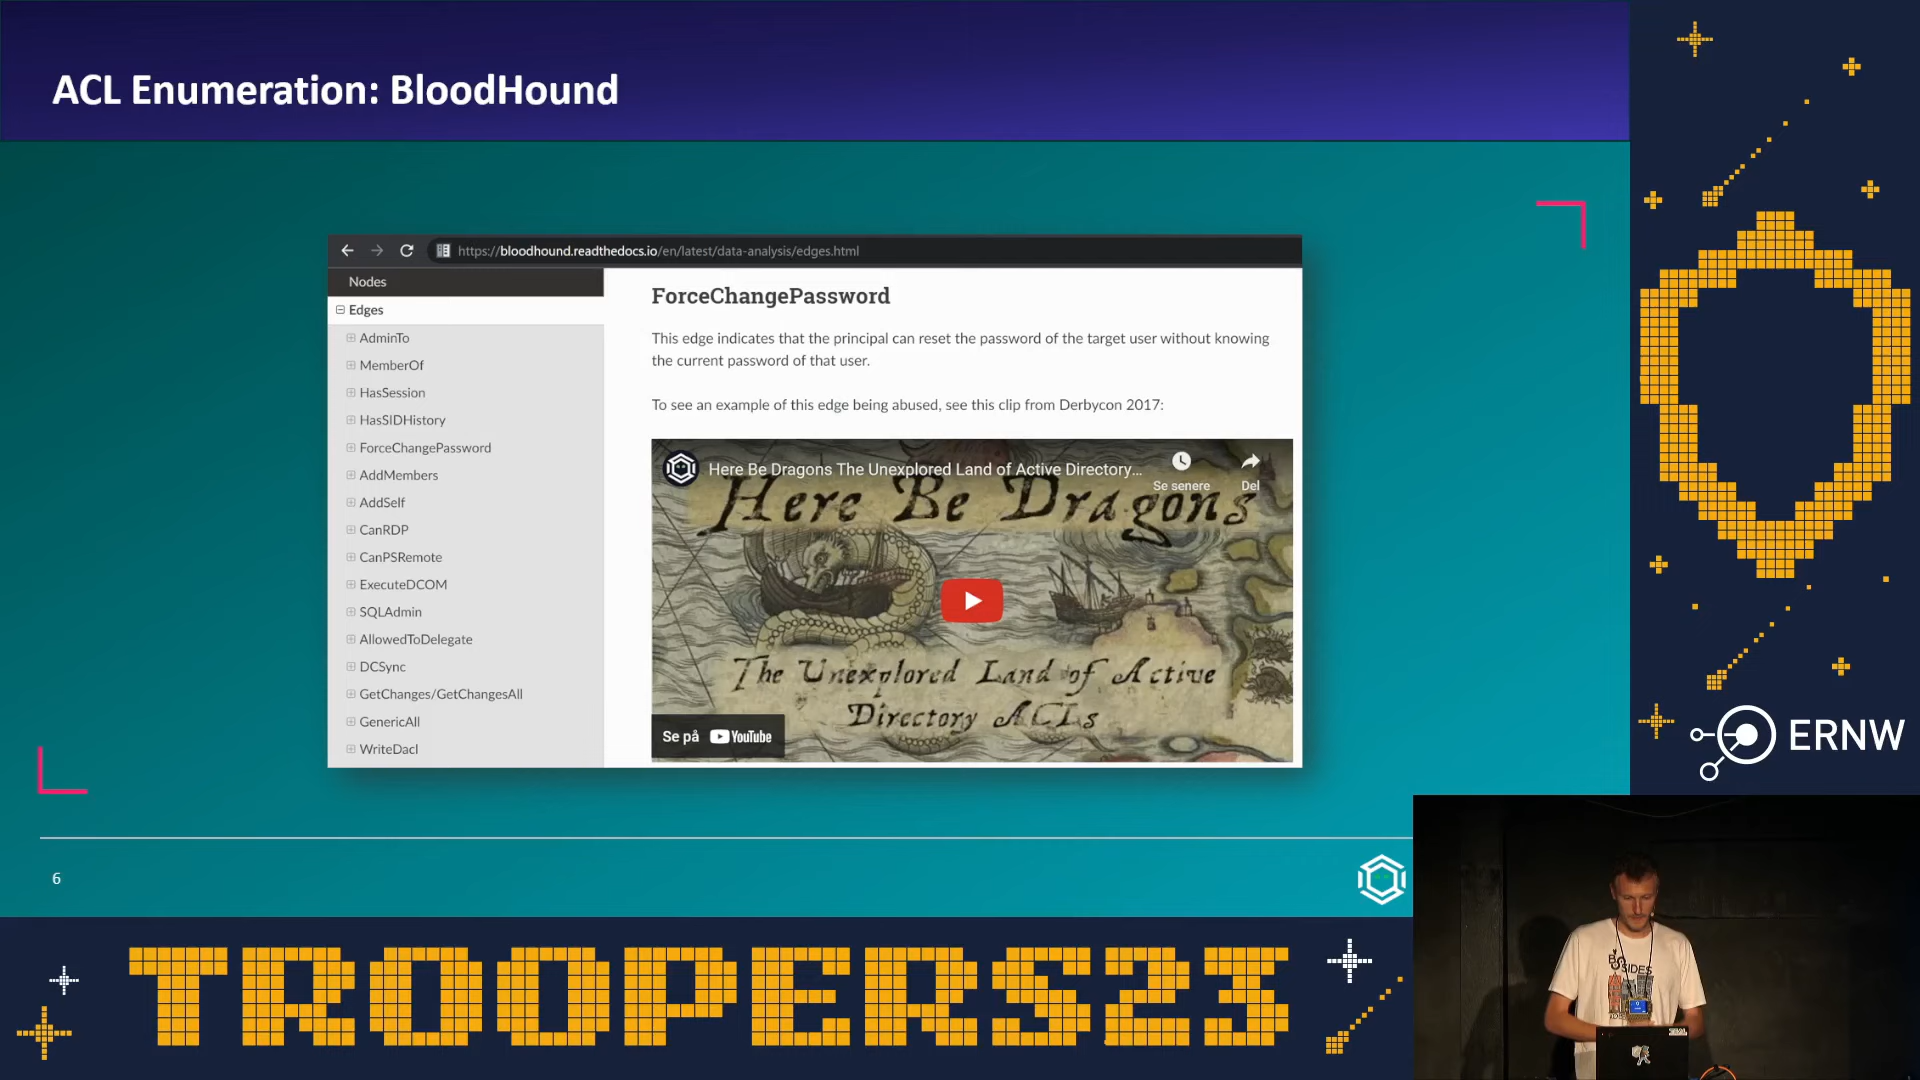 ACL Enumeration: BloodHound
https://bloodhound.readthedocs.io/en/latest/data-analysis/edges.html
Nodes
Edges
AdminTo
MemberOf
HasSession
HasSIDHistory
ForceChangePassword
AddMembers
AddSelf
CanRDP
CanPSRemote
ExecuteDCOM
SQLAdmin
AllowedToDelegate
DCSync
GetChanges/GetChangesAll
GenericAll
WriteDacl
ForceChangePassword
This edge indicates that the principal can reset the password of the target user without knowing
the current password of that user.
To see an example of this edge being abused, see this clip from Derbycon 2017:
Here Be Dragons The Unexplored Land of Active Directory...
Se senere
Del
Here Be Dragons
The Unexplored Land of Active
Directory ACLs
Se på YouTube
6
ERNW
BSIDES
TROOPERS23